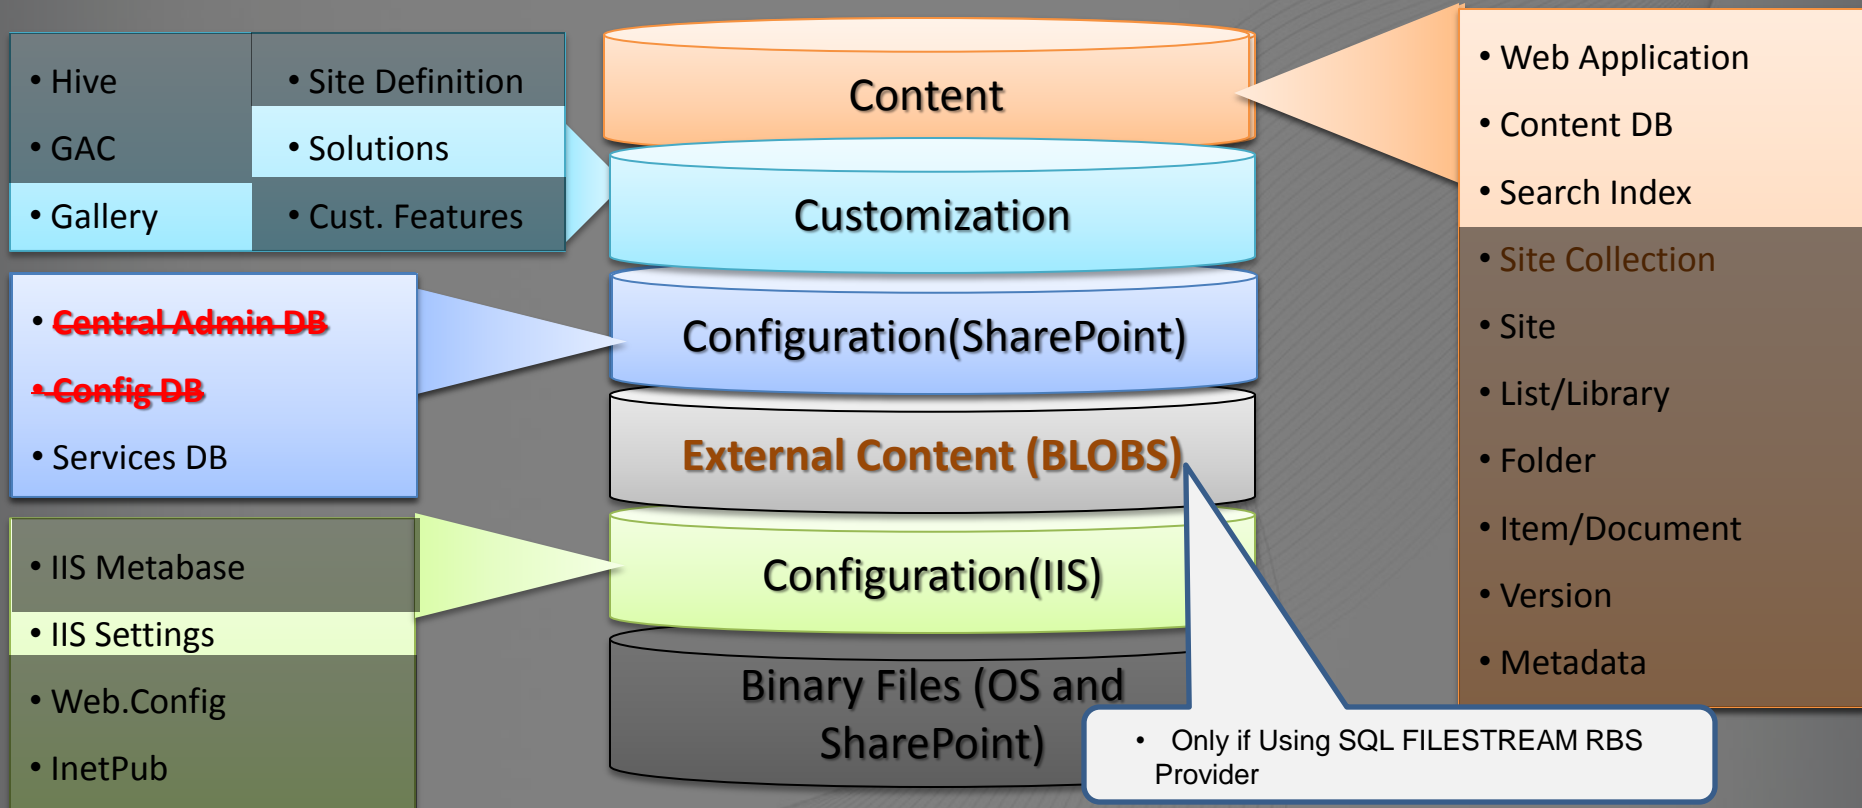 • Hive
• GAC
• Gallery
• Site Definition
• Solutions
• Cust. Features
• Central Admin DB
• Config DB
• Services DB
• IIS Metabase
• IIS Settings
• Web.Config
• InetPub
Content
Customization
Configuration(SharePoint)
External Content (BLOBS)
Configuration(IIS)
Binary Files (OS and
SharePoint)
• Only if Using SQL FILESTREAM RBS
Provider
• Web Application
• Content DB
• Search Index
• Site Collection
• Site
• List/Library
• Folder
• Item/Document
• Version
• Metadata